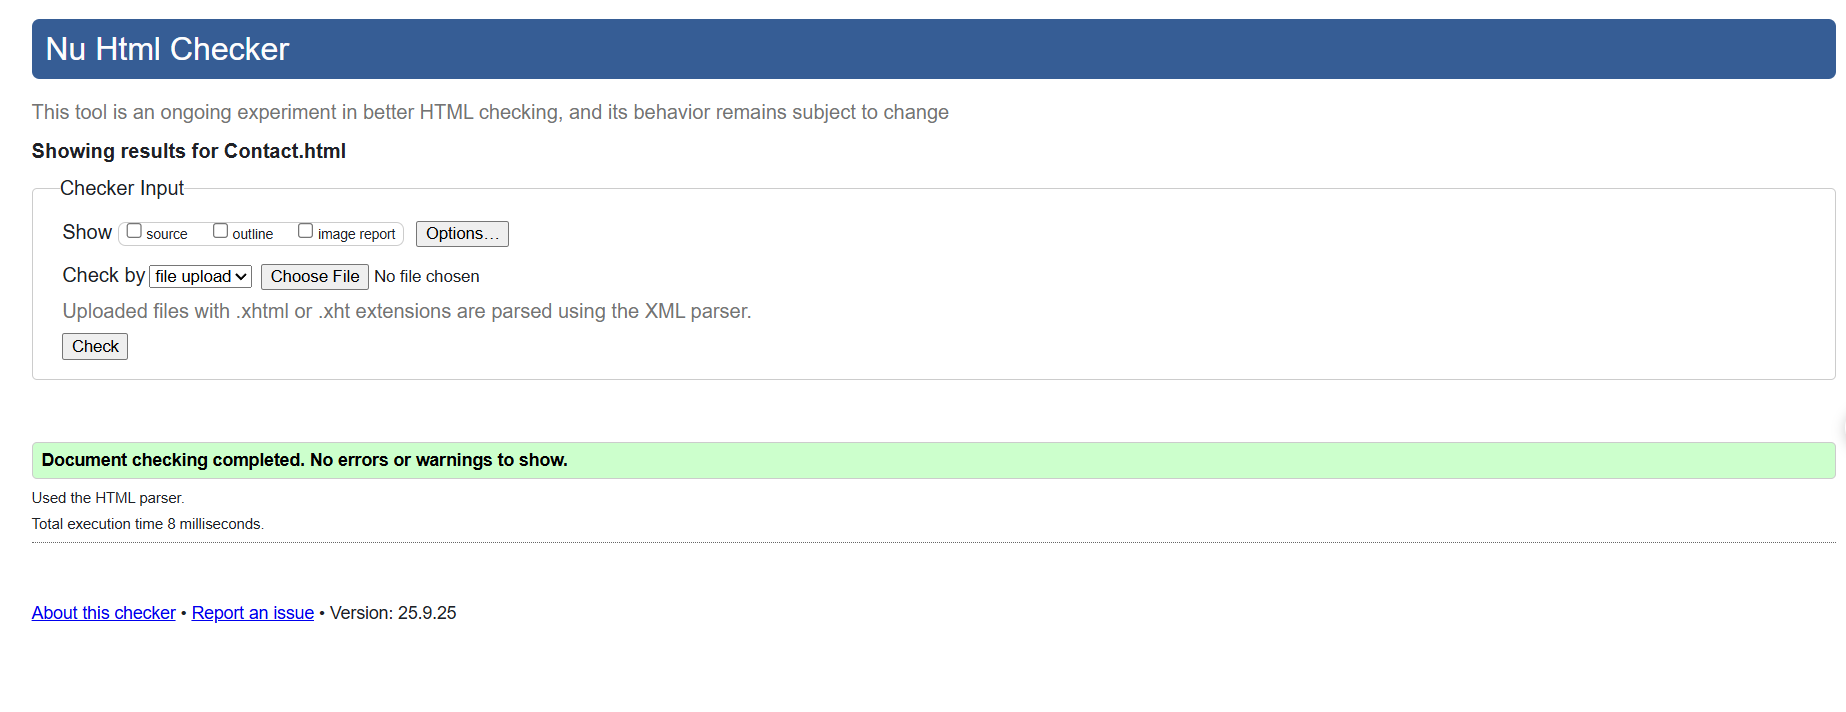 Nu Html Checker
This tool is an ongoing experiment in better HTML checking, and its behavior remains subject to change
Showing results for Contact.html
Checker Input
Show source outline image report Options...
Check by file upload Choose File No file chosen
Uploaded files with .xhtml or .xht extensions are parsed using the XML parser.
Check
Document checking completed. No errors or warnings to show.
Used the HTML parser.
Total execution time 8 milliseconds.
About this checker • Report an issue • Version: 25.9.25